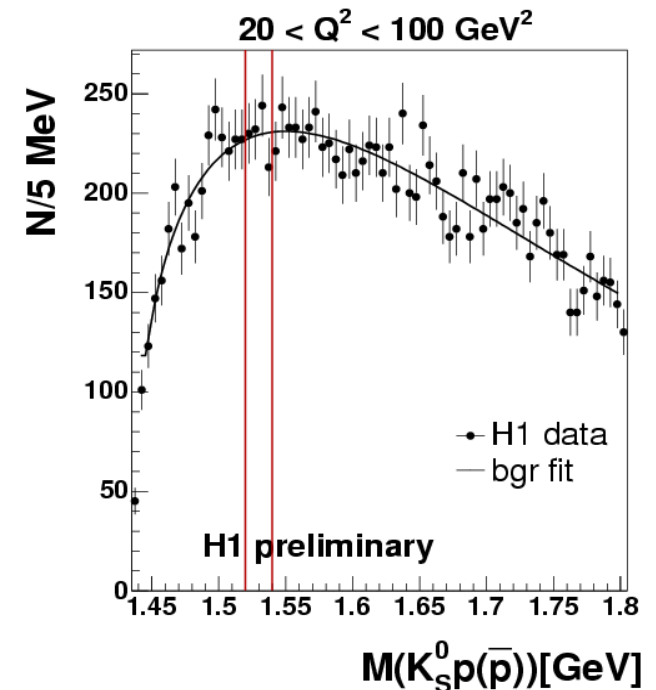 20 < Q² < 100 GeV²
N/5 MeV
250
200
150
100
50
0
H1 data
bgr fit
H1 preliminary
1.45 1.5 1.55 1.6 1.65 1.7 1.75 1.8
M(K⁰ₛp(p̅))[GeV]